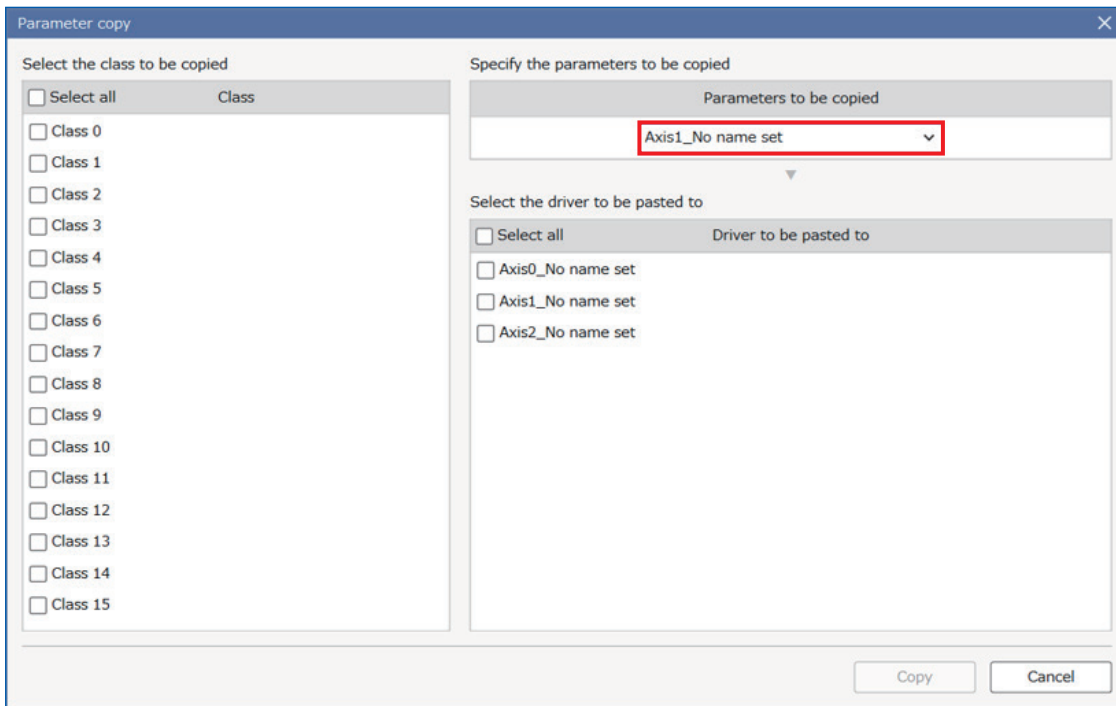 Parameter copy
Select the class to be copied
Select all Class
Class 0
Class 1
Class 2
Class 3
Class 4
Class 5
Class 6
Class 7
Class 8
Class 9
Class 10
Class 11
Class 12
Class 13
Class 14
Class 15
Specify the parameters to be copied
Parameters to be copied
Axis1_No name set
Select the driver to be pasted to
Select all Driver to be pasted to
Axis0_No name set
Axis1_No name set
Axis2_No name set
Copy Cancel